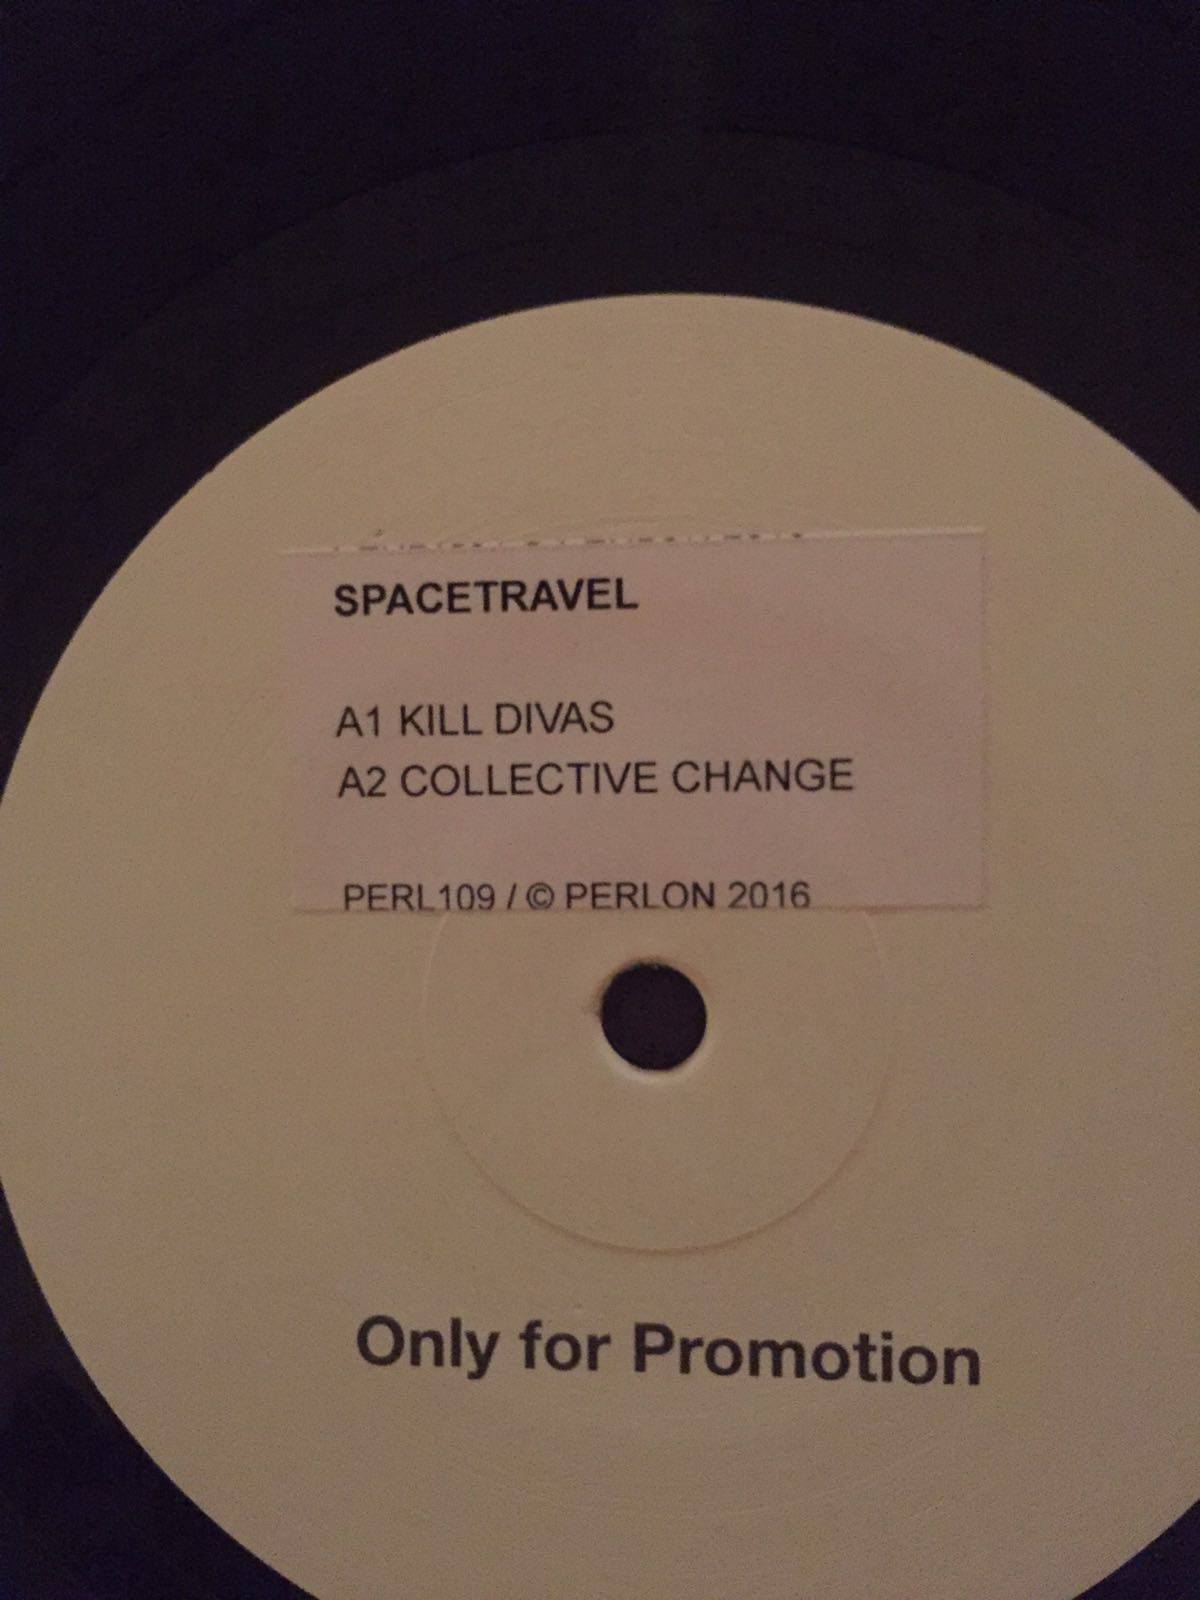 SPACETRAVEL
A1 KILL DIVAS
A2 COLLECTIVE CHANGE
PERL109 / © PERLON 2016
Only for Promotion